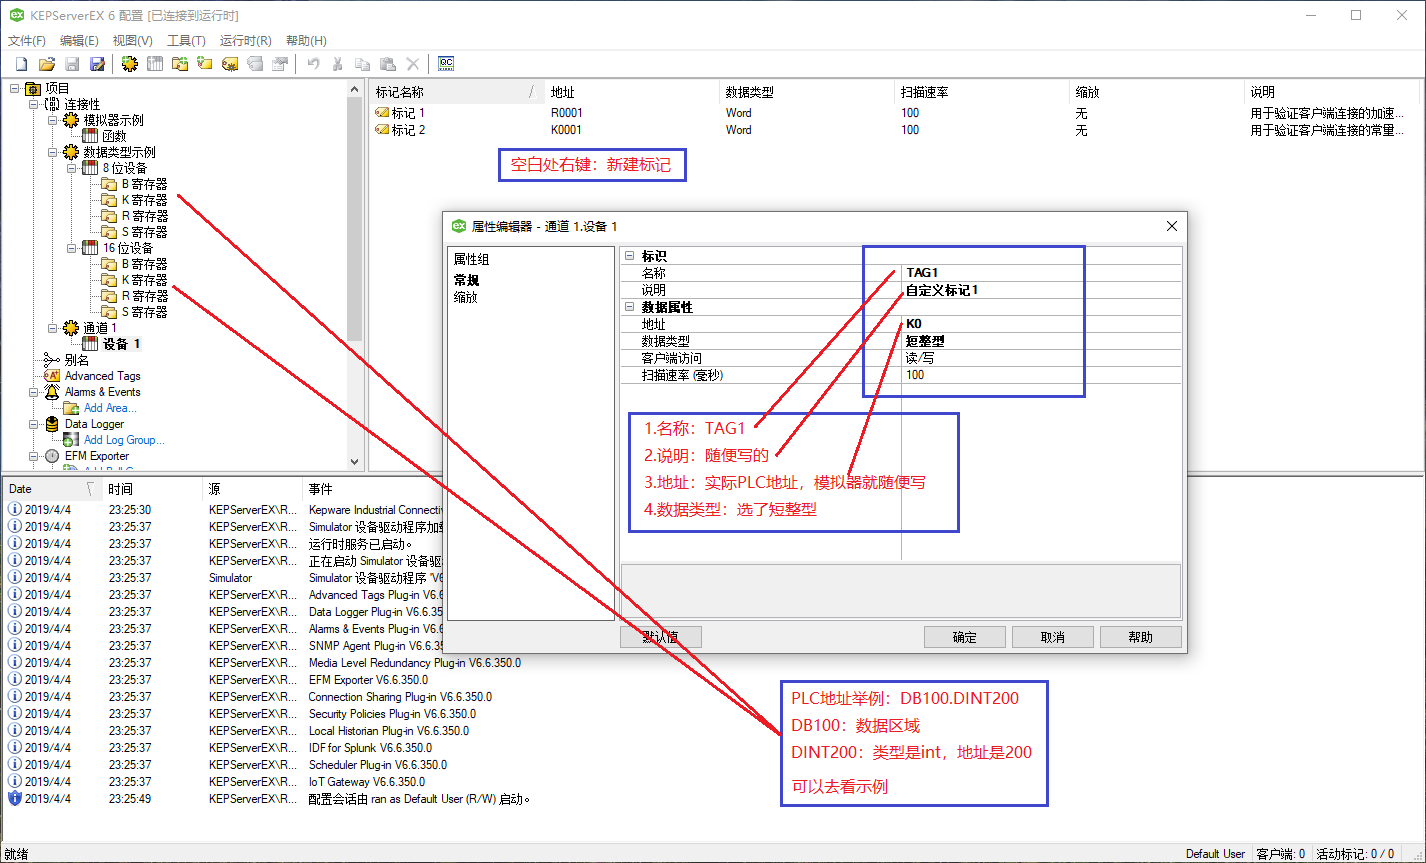 KEPServerEX 6 配置 [已连接到运行时]
文件(F) 编辑(E) 视图(V) 工具(T) 运行时(R) 帮助(H)
项目
连接性
模拟器示例
函数
数据类型示例
8 位设备
B 寄存器
K 寄存器
R 寄存器
S 寄存器
16 位设备
B 寄存器
K 寄存器
R 寄存器
S 寄存器
通道 1
设备 1
别名
Advanced Tags
Alarms & Events
Add Area...
Data Logger
Add Log Group...
EFM Exporter
标记名称 地址 数据类型 扫描速率 缩放 说明
标记 1 R0001 Word 100 无 用于验证客户端连接的加速...
标记 2 K0001 Word 100 无 用于验证客户端连接的常量...
空白处右键：新建标记
属性编辑器 - 通道 1.设备 1
属性组
常规
缩放
标识
名称 TAG1
说明 自定义标记1
数据属性
地址 K0
数据类型 短整型
客户端访问 读/写
扫描速率 (毫秒) 100
1.名称：TAG1
2.说明：随便写的
3.地址：实际PLC地址，模拟器就随便写
4.数据类型：选了短整型
默认值 确定 取消 帮助
Date 时间 源 事件
2019/4/4 23:25:30 KEPServerEX\R... Kepware Industrial Connectiv
2019/4/4 23:25:37 KEPServerEX\R... Simulator 设备驱动程序加载
2019/4/4 23:25:37 KEPServerEX\R... 运行时服务已启动。
2019/4/4 23:25:37 KEPServerEX\R... 正在启动 Simulator 设备驱
2019/4/4 23:25:37 Simulator Simulator 设备驱动程序 'V6
2019/4/4 23:25:37 KEPServerEX\R... Advanced Tags Plug-in V6.6
2019/4/4 23:25:37 KEPServerEX\R... Data Logger Plug-in V6.6.35
2019/4/4 23:25:37 KEPServerEX\R... Alarms & Events Plug-in V6.
2019/4/4 23:25:37 KEPServerEX\R... SNMP Agent Plug-in V6.6.3
2019/4/4 23:25:37 KEPServerEX\R... Media Level Redundancy Plug-in V6.6.350.0
2019/4/4 23:25:37 KEPServerEX\R... EFM Exporter V6.6.350.0
2019/4/4 23:25:37 KEPServerEX\R... Connection Sharing Plug-in V6.6.350.0
2019/4/4 23:25:37 KEPServerEX\R... Security Policies Plug-in V6.6.350.0
2019/4/4 23:25:37 KEPServerEX\R... Local Historian Plug-in V6.6.350.0
2019/4/4 23:25:37 KEPServerEX\R... IDF for Splunk V6.6.350.0
2019/4/4 23:25:37 KEPServerEX\R... Scheduler Plug-in V6.6.350.0
2019/4/4 23:25:37 KEPServerEX\R... IoT Gateway V6.6.350.0
2019/4/4 23:25:49 KEPServerEX\R... 配置会话由 ran as Default User (R/W) 启动。
PLC地址举例：DB100.DINT200
DB100：数据区域
DINT200：类型是int，地址是200
可以去看示例
就绪 Default User 客户端: 0 活动标记: 0 / 0